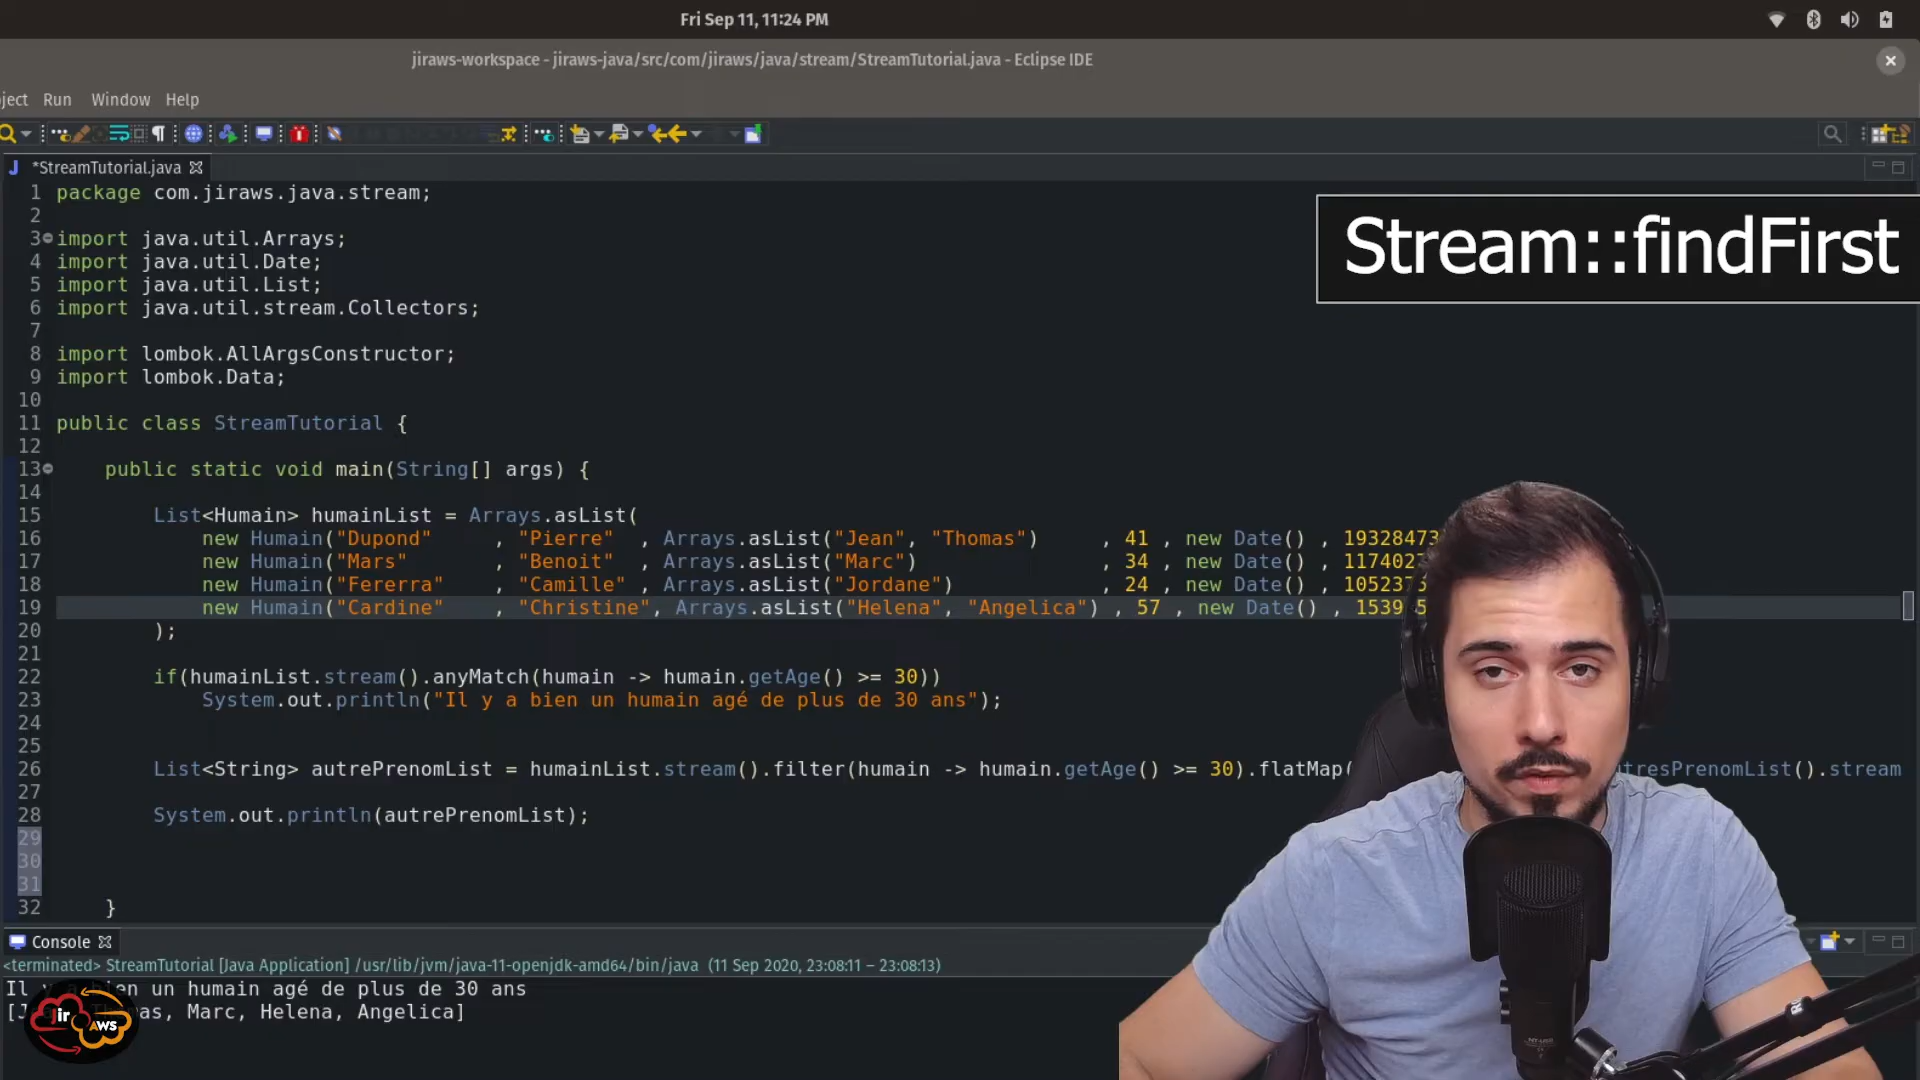 Fri Sep 11, 11:24 PM
jiraws-workspace - jiraws-java/src/com/jiraws/java/stream/StreamTutorial.java - Eclipse IDE
ject Run Window Help
*StreamTutorial.java
Stream::findFirst
1 package com.jiraws.java.stream;
2
3 import java.util.Arrays;
4 import java.util.Date;
5 import java.util.List;
6 import java.util.stream.Collectors;
7
8 import lombok.AllArgsConstructor;
9 import lombok.Data;
10
11 public class StreamTutorial {
12
13 public static void main(String[] args) {
14
15 List<Humain> humainList = Arrays.asList(
16 new Humain("Dupond" , "Pierre" , Arrays.asList("Jean", "Thomas") , 41 , new Date() , 19328473
17 new Humain("Mars" , "Benoit" , Arrays.asList("Marc") , 34 , new Date() ,
18 new Humain("Fererra" , "Camille" , Arrays.asList("Jordane") , 24 , new Date() ,
19 new Humain("Cardine" , "Christine", Arrays.asList("Helena", "Angelica") , 57 , new Date() , 1539
20 );
21
22 if(humainList.stream().anyMatch(humain -> humain.getAge() >= 30))
23 System.out.println("Il y a bien un humain agé de plus de 30 ans");
24
25
26 List<String> autrePrenomList = humainList.stream().filter(humain -> humain.getAge() >= 30).flatMap( utresPrenomList().stream
27
28 System.out.println(autrePrenomList);
29
30
31
32 }
Console
<terminated> StreamTutorial [Java Application] /usr/lib/jvm/java-11-openjdk-amd64/bin/java (11 Sep 2020, 23:08:11 – 23:08:13)
Il bien un humain agé de plus de 30 ans
as, Marc, Helena, Angelica]
jir AWS